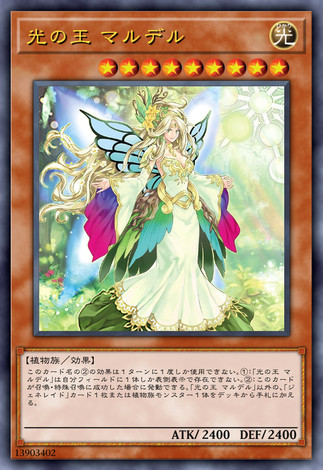 光の王 マルデル
光
【植物族／効果】
このカード名の②の効果は１ターンに１度しか使用できない。①：「光の王 マ
ルデル」は自分フィールドに１体しか表側表示で存在できない。②：このカード
が召喚・特殊召喚に成功した場合に発動できる。「光の王 マルデル」以外の、「ジ
ェネレイド」カード１枚または植物族モンスター１体をデッキから手札に加え
る。
ATK/ 2400 DEF/ 2400
13903402